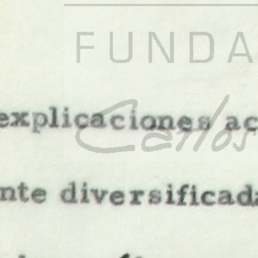 FUNDA
explicaciones ac
Carlos
nte diversificada